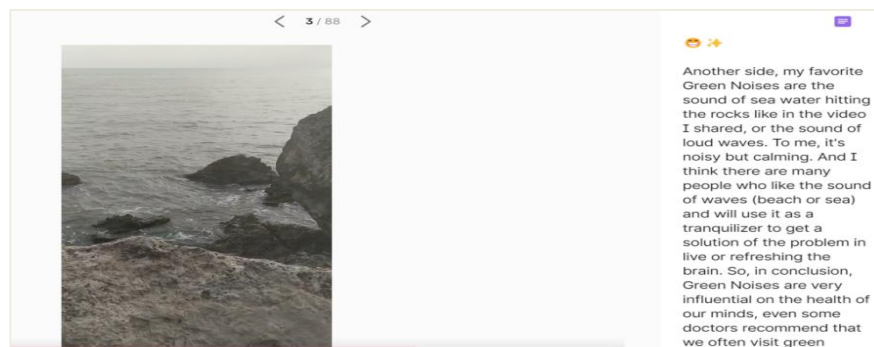 3 / 88
Another side, my favorite
Green Noises are the
sound of sea water hitting
the rocks like in the video
I shared, or the sound of
loud waves. To me, it's
noisy but calming. And I
think there are many
people who like the sound
of waves (beach or sea)
and will use it as a
tranquilizer to get a
solution of the problem in
live or refreshing the
brain. So, in conclusion,
Green Noises are very
influential on the health of
our minds, even some
doctors recommend that
we often visit green